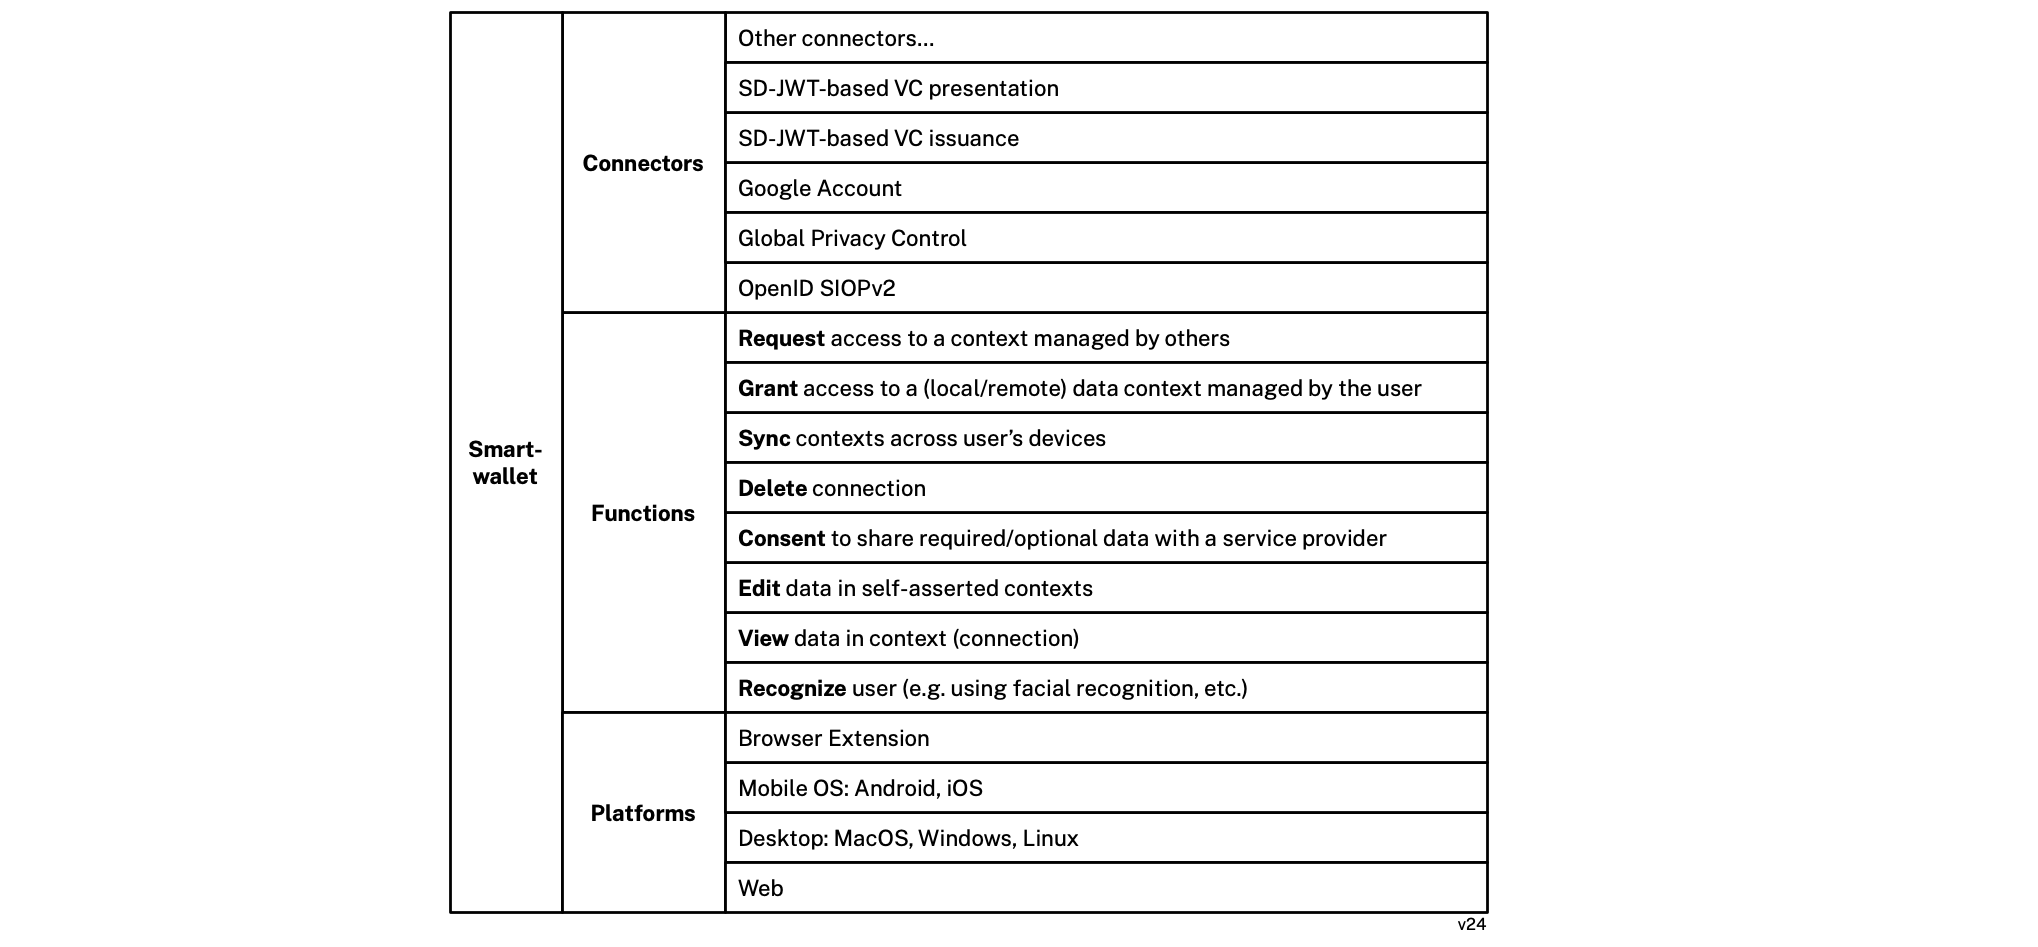 Smart-
wallet
Connectors
Other connectors...
SD-JWT-based VC presentation
SD-JWT-based VC issuance
Google Account
Global Privacy Control
OpenID SIOPv2
Functions
Request access to a context managed by others
Grant access to a (local/remote) data context managed by the user
Sync contexts across user’s devices
Delete connection
Consent to share required/optional data with a service provider
Edit data in self-asserted contexts
View data in context (connection)
Recognize user (e.g. using facial recognition, etc.)
Platforms
Browser Extension
Mobile OS: Android, iOS
Desktop: MacOS, Windows, Linux
Web
v24